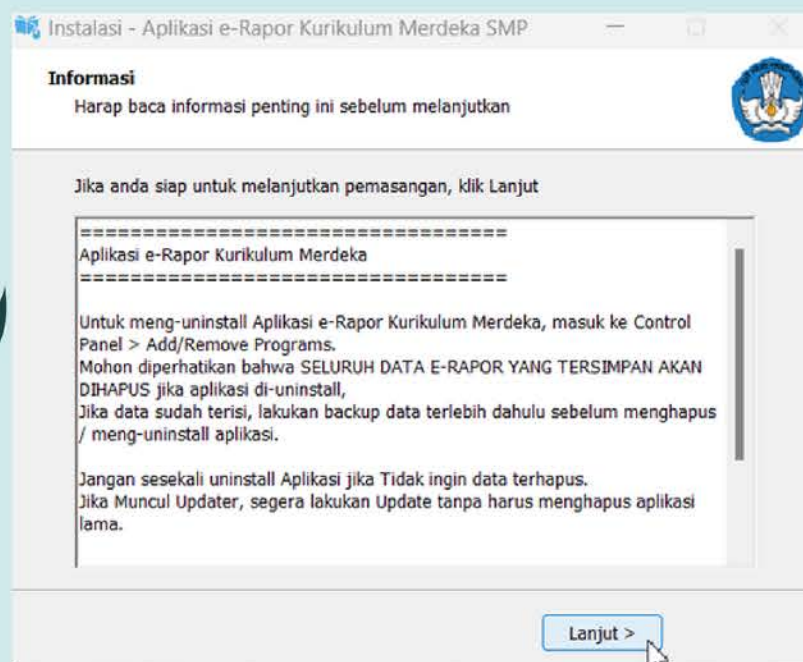 Instalasi - Aplikasi e-Rapor Kurikulum Merdeka SMP
Informasi
Harap baca informasi penting ini sebelum melanjutkan
Jika anda siap untuk melanjutkan pemasangan, klik Lanjut
==================================
Aplikasi e-Rapor Kurikulum Merdeka
==================================
Untuk meng-uninstall Aplikasi e-Rapor Kurikulum Merdeka, masuk ke Control
Panel > Add/Remove Programs.
Mohon diperhatikan bahwa SELURUH DATA E-RAPOR YANG TERSIMPAN AKAN
DIHAPUS jika aplikasi di-uninstall,
Jika data sudah terisi, lakukan backup data terlebih dahulu sebelum menghapus
/ meng-uninstall aplikasi.
Jangan sesekali uninstall Aplikasi jika Tidak ingin data terhapus.
Jika Muncul Updater, segera lakukan Update tanpa harus menghapus aplikasi
lama.
Lanjut >